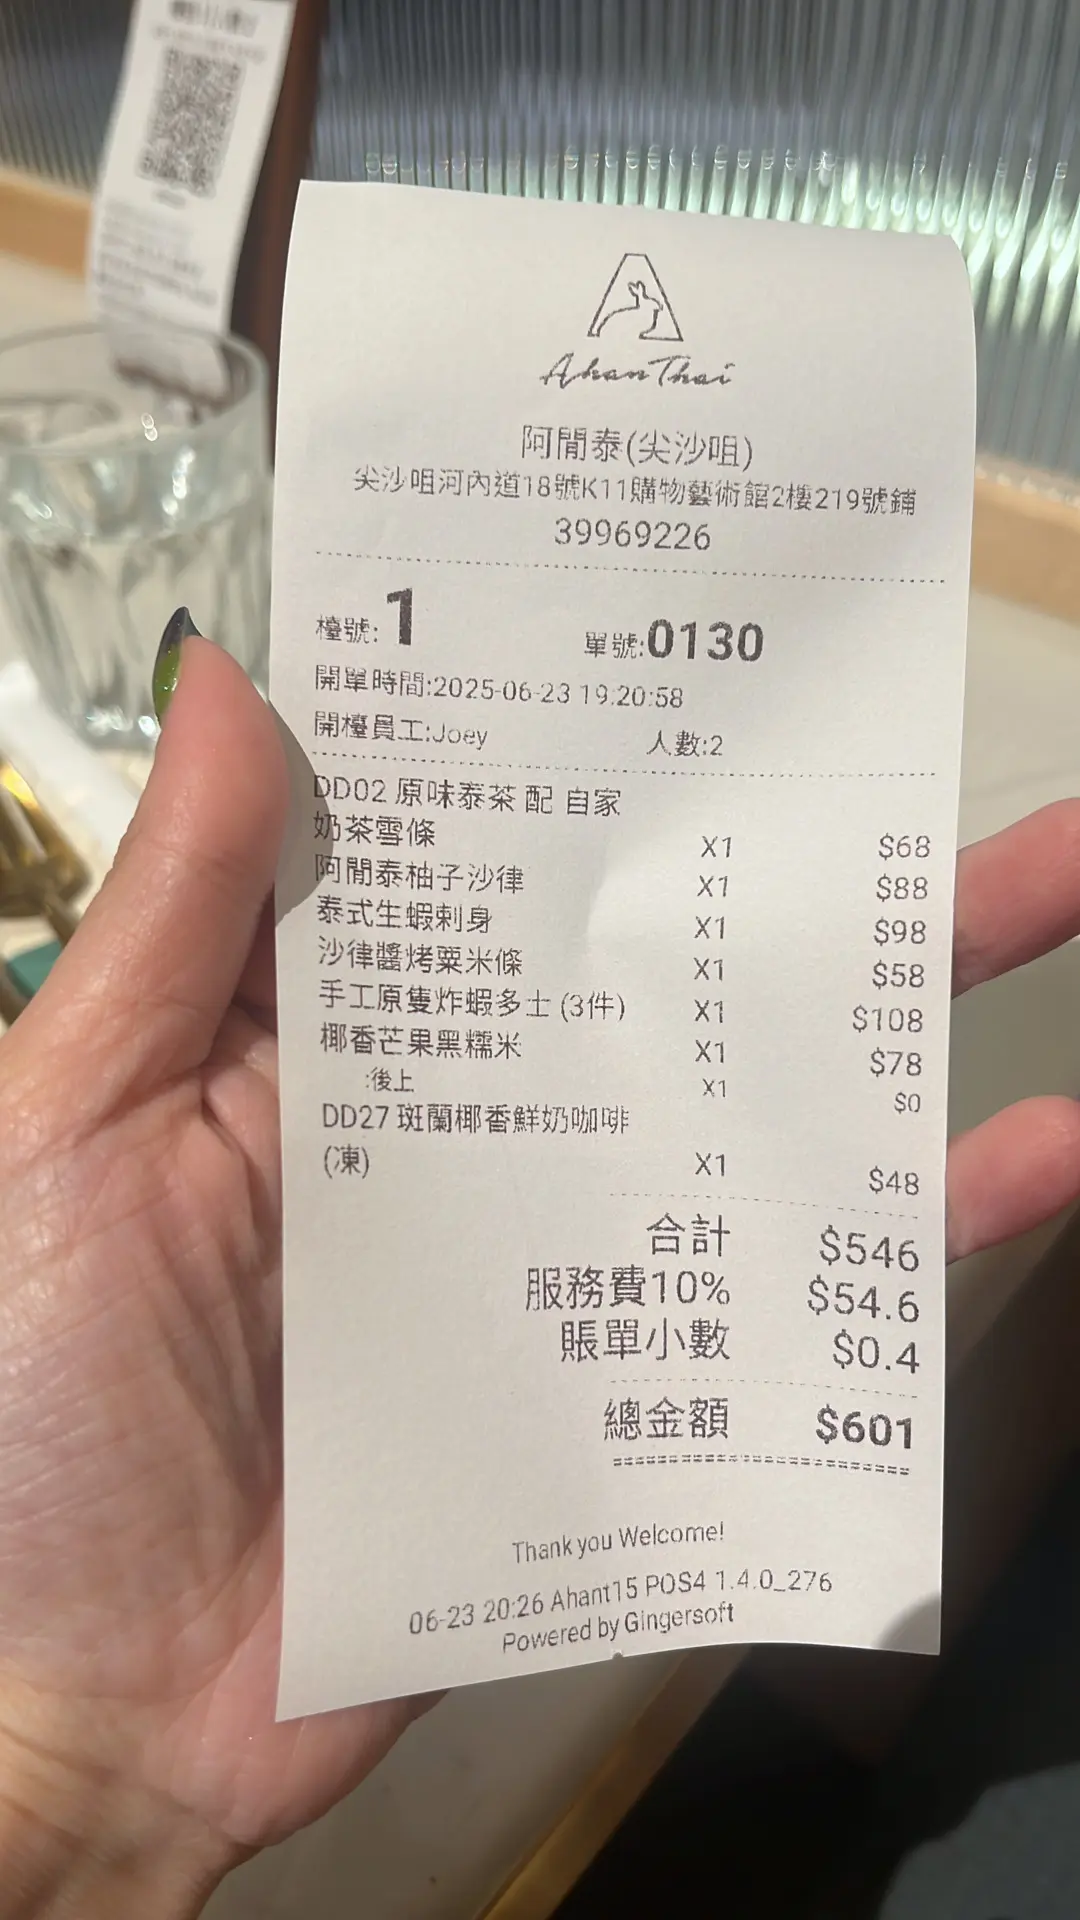 Ahan Thai
阿閒泰(尖沙咀)
尖沙咀河內道18號K11購物藝術館2樓219號鋪
39969226
檯號:1 單號:0130
開單時間:2025-06-23 19:20:58
開檯員工:Joey 人數:2
DD02 原味泰茶 配 自家
奶茶雪條 X1 $68
阿閒泰柚子沙律 X1 $88
泰式生蝦刺身 X1 $98
沙律醬烤粟米條 X1 $58
手工原隻炸蝦多士 (3件) X1 $108
椰香芒果黑糯米 X1 $78
:後上 X1 $0
DD27 斑蘭椰香鮮奶咖啡
(凍) X1 $48
合計 $546
服務費10% $54.6
賬單小數 $0.4
總金額 $601
Thank you Welcome!
06-23 20:26 Ahant15 POS4 1.4.0_276
Powered by Gingersoft